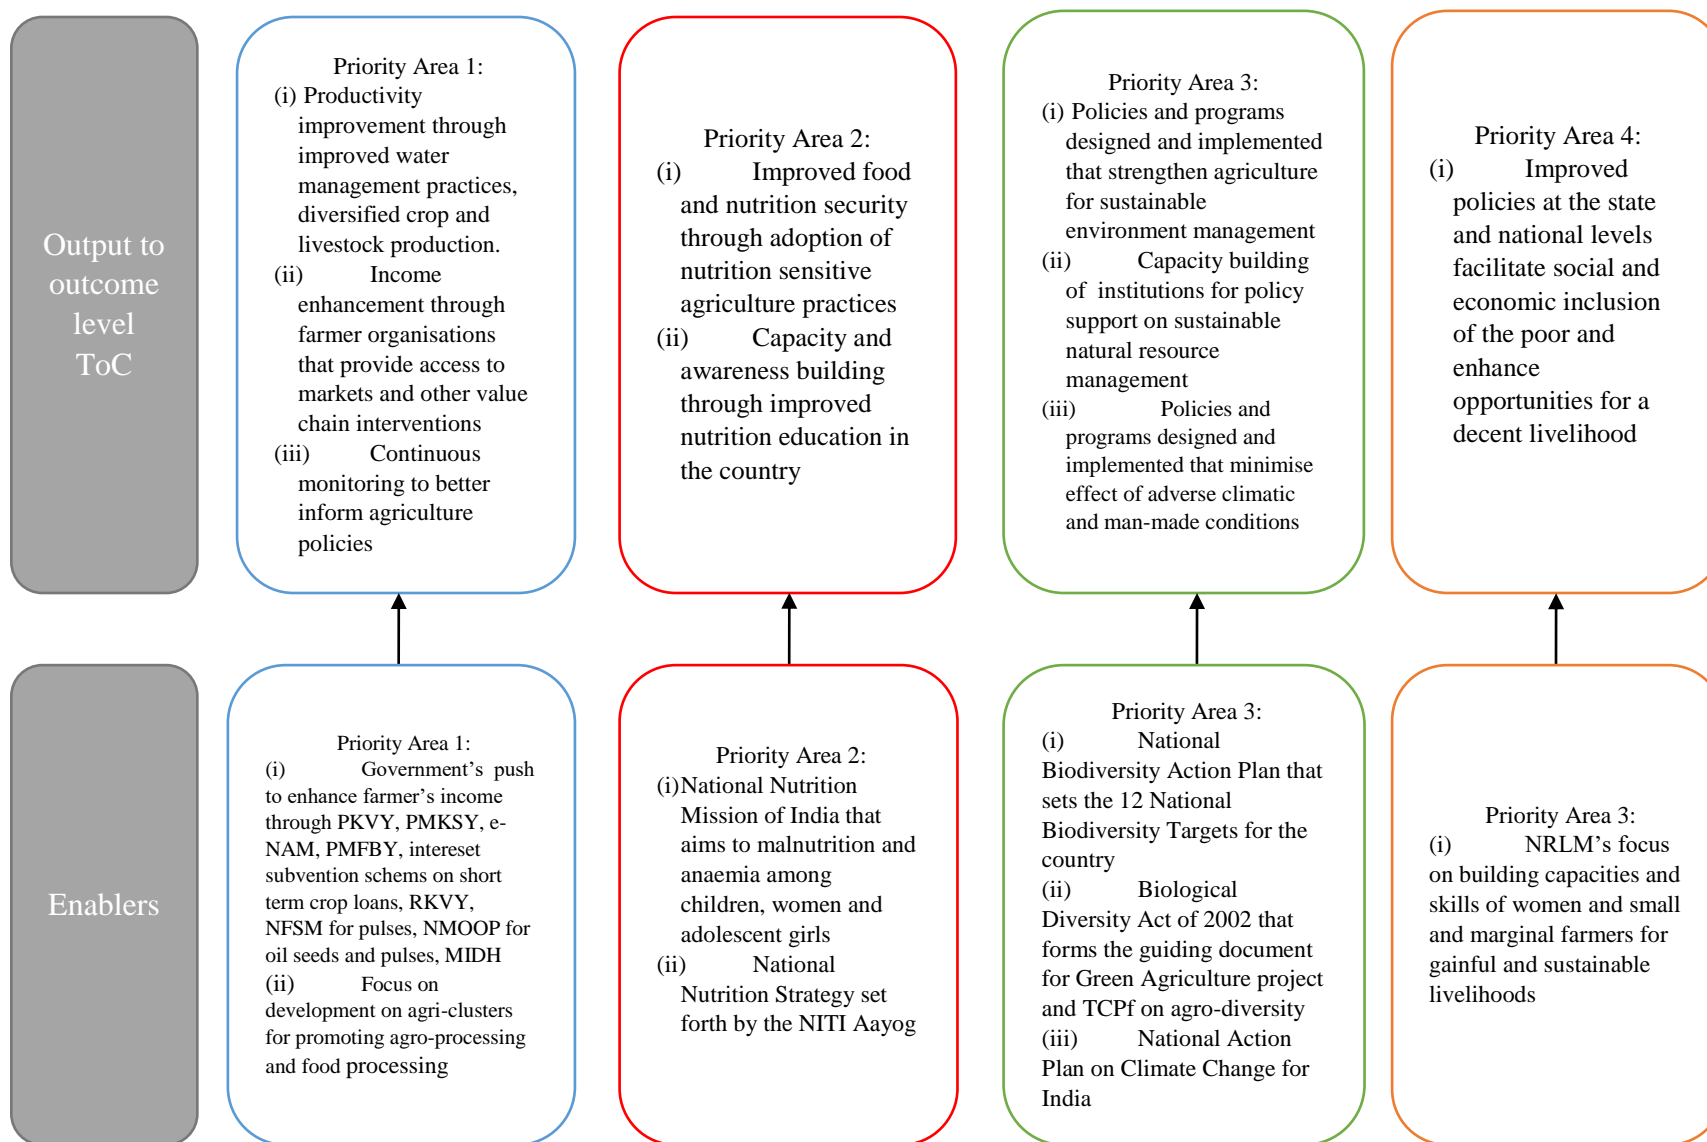 Output to
outcome
level
ToC
Priority Area 1:
(i) Productivity
improvement through
improved water
management practices,
diversified crop and
livestock production.
(ii) Income
enhancement through
farmer organisations
that provide access to
markets and other value
chain interventions
(iii) Continuous
monitoring to better
inform agriculture
policies
Priority Area 2:
(i) Improved food
and nutrition security
through adoption of
nutrition sensitive
agriculture practices
(ii) Capacity and
awareness building
through improved
nutrition education in
the country
Priority Area 3:
(i) Policies and programs
designed and implemented
that strengthen agriculture
for sustainable
environment management
(ii) Capacity building
of institutions for policy
support on sustainable
natural resource
management
(iii) Policies and
programs designed and
implemented that minimise
effect of adverse climatic
and man-made conditions
Priority Area 4:
(i) Improved
policies at the state
and national levels
facilitate social and
economic inclusion
of the poor and
enhance
opportunities for a
decent livelihood
Enablers
Priority Area 1:
(i) Government's push
to enhance farmer's income
through PKVY, PMKSY, e-
NAM, PMFBY, intereset
subvention schems on short
term crop loans, RKVY,
NFSM for pulses, NMOOP for
oil seeds and pulses, MIDH
(ii) Focus on
development on agri-clusters
for promoting agro-processing
and food processing
Priority Area 2:
(i)National Nutrition
Mission of India that
aims to malnutrition and
anaemia among
children, women and
adolescent girls
(ii) National
Nutrition Strategy set
forth by the NITI Aayog
Priority Area 3:
(i) National
Biodiversity Action Plan that
sets the 12 National
Biodiversity Targets for the
country
(ii) Biological
Diversity Act of 2002 that
forms the guiding document
for Green Agriculture project
and TCPf on agro-diversity
(iii) National Action
Plan on Climate Change for
India
Priority Area 3:
(i) NRLM's focus
on building capacities and
skills of women and small
and marginal farmers for
gainful and sustainable
livelihoods